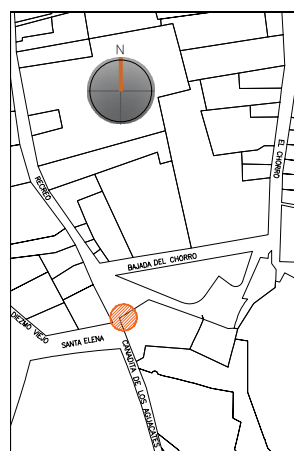 N
EL CHORRO
RECREO
BAJADA DEL CHORRO
DIEZMO VIEJO
SANTA ELENA
CAÑADITA DE LOS AGUACATES